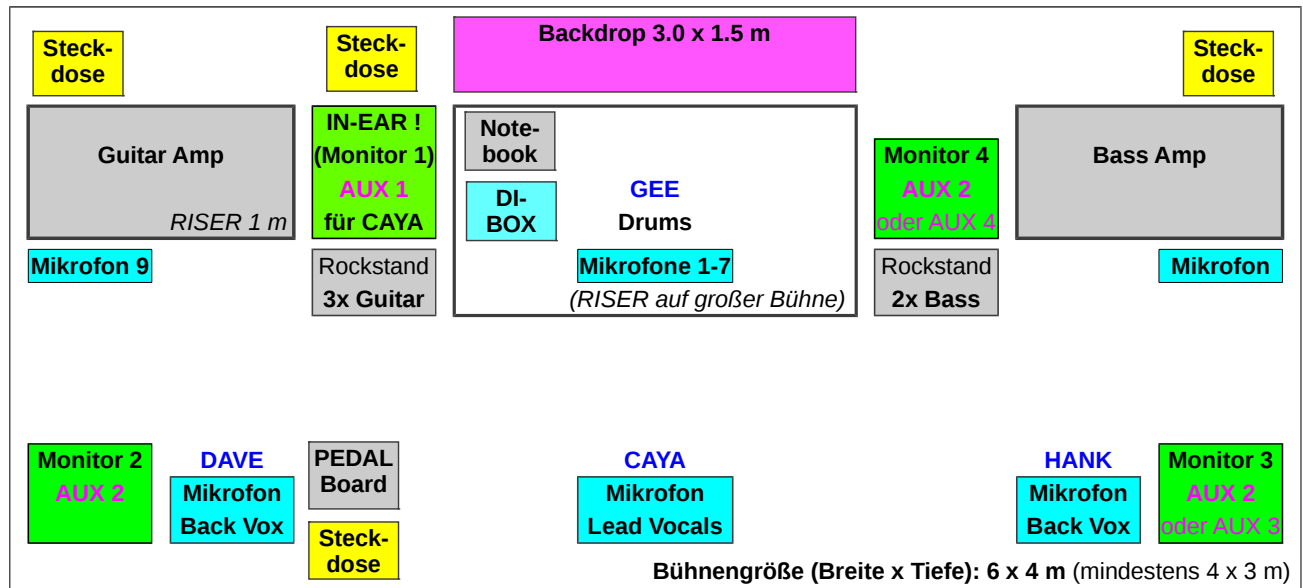 Backdrop 3.0 x 1.5 m
Steck-
dose
Steck-
dose
Steck-
dose
Guitar Amp
RISER 1 m
IN-EAR !
(Monitor 1)
AUX 1
für CAYA
Note-
book
DI-
BOX
GEE
Drums
Monitor 4
AUX 2
oder AUX 4
Bass Amp
Mikrofon 9
Rockstand
3x Guitar
Mikrofone 1-7
(RISER auf großer Bühne)
Rockstand
2x Bass
Mikrofon
Monitor 2
AUX 2
DAVE
Mikrofon
Back Vox
PEDAL
Board
Steck-
dose
CAYA
Mikrofon
Lead Vocals
HANK
Mikrofon
Back Vox
Monitor 3
AUX 2
oder AUX 3
Bühnengröße (Breite x Tiefe): 6 x 4 m (mindestens 4 x 3 m)